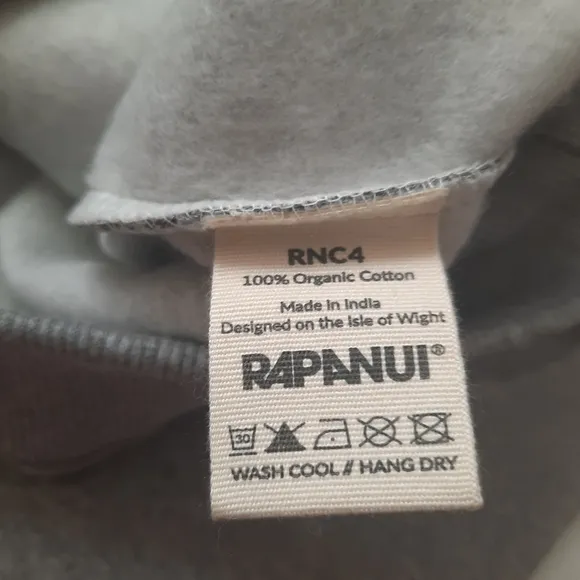 RNC4
100% Organic Cotton
Made in India
Designed on the Isle of Wight
RAPANUI®
30
WASH COOL // HANG DRY